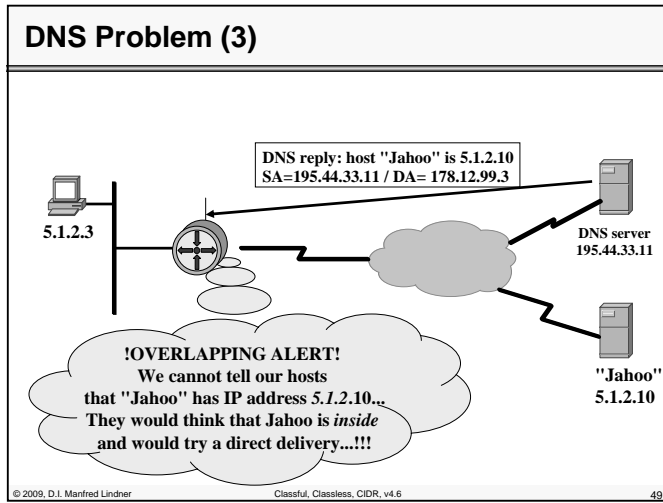 DNS Problem (3)
DNS reply: host "Jahoo" is 5.1.2.10
SA=195.44.33.11 / DA= 178.12.99.3
5.1.2.3
DNS server
195.44.33.11
!OVERLAPPING ALERT!
We cannot tell our hosts
that "Jahoo" has IP address 5.1.2.10...
They would think that Jahoo is inside
and would try a direct delivery...!!!
"Jahoo"
5.1.2.10
© 2009, D.I. Manfred Lindner
Classful, Classless, CIDR, v4.6
49